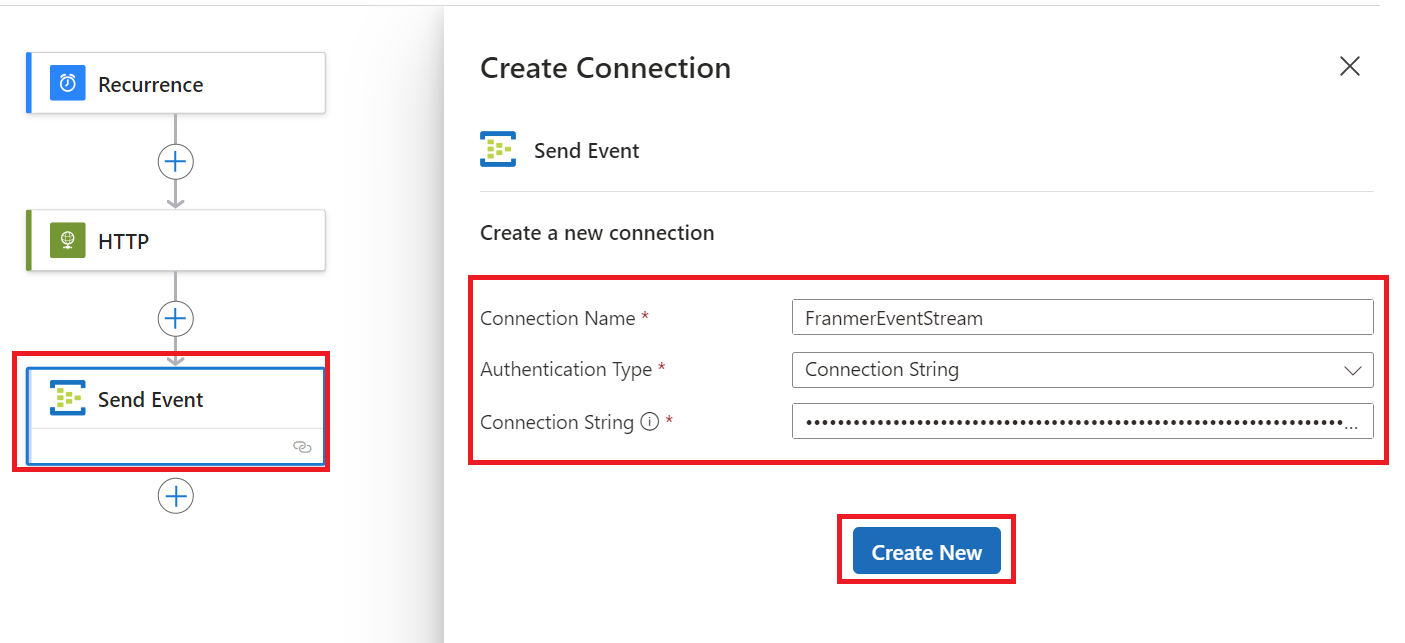 Recurrence
HTTP
Send Event
Create Connection
Send Event
Create a new connection
Connection Name *
FranmerEventStream
Authentication Type *
Connection String
Connection String *
••••••••••••••••••••••••••••••••••••••••••••••••••••••••••••••••••••••...
Create New